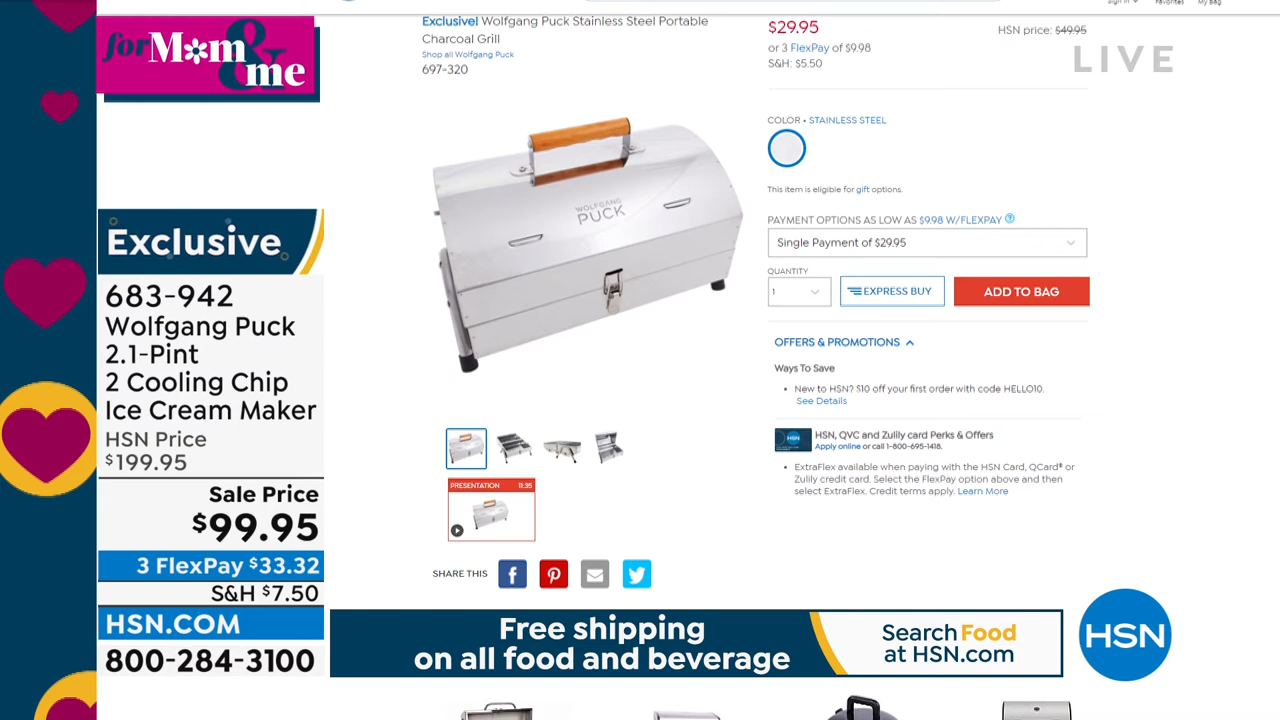 for Mom
& me
Exclusive
683-942
Wolfgang Puck
2.1-Pint
2 Cooling Chip
Ice Cream Maker
HSN Price
$199.95
Sale Price
$99.95
3 FlexPay $33.32
S&H $7.50
HSN.COM
800-284-3100
Sign in
Favorites
My Bag
Exclusive! Wolfgang Puck Stainless Steel Portable
Charcoal Grill
Shop all Wolfgang Puck
697-320
$29.95
HSN price: $49.95
or 3 FlexPay of $9.98
S&H: $5.50
LIVE
WOLFGANG
PUCK
COLOR • STAINLESS STEEL
This item is eligible for gift options.
PAYMENT OPTIONS AS LOW AS $9.98 W/FLEXPAY ?
Single Payment of $29.95
QUANTITY
1
EXPRESS BUY
ADD TO BAG
OFFERS & PROMOTIONS
Ways To Save
• New to HSN? $10 off your first order with code HELLO10.
See Details
HSN
HSN, QVC and Zulily card Perks & Offers
Apply online or call 1-800-695-1418.
• ExtraFlex available when paying with the HSN Card, QCard® or
Zulily credit card. Select the FlexPay option above and then
select ExtraFlex. Credit terms apply. Learn More
PRESENTATION 11:35
SHARE THIS
Free shipping
on all food and beverage
Search Food
at HSN.com
HSN